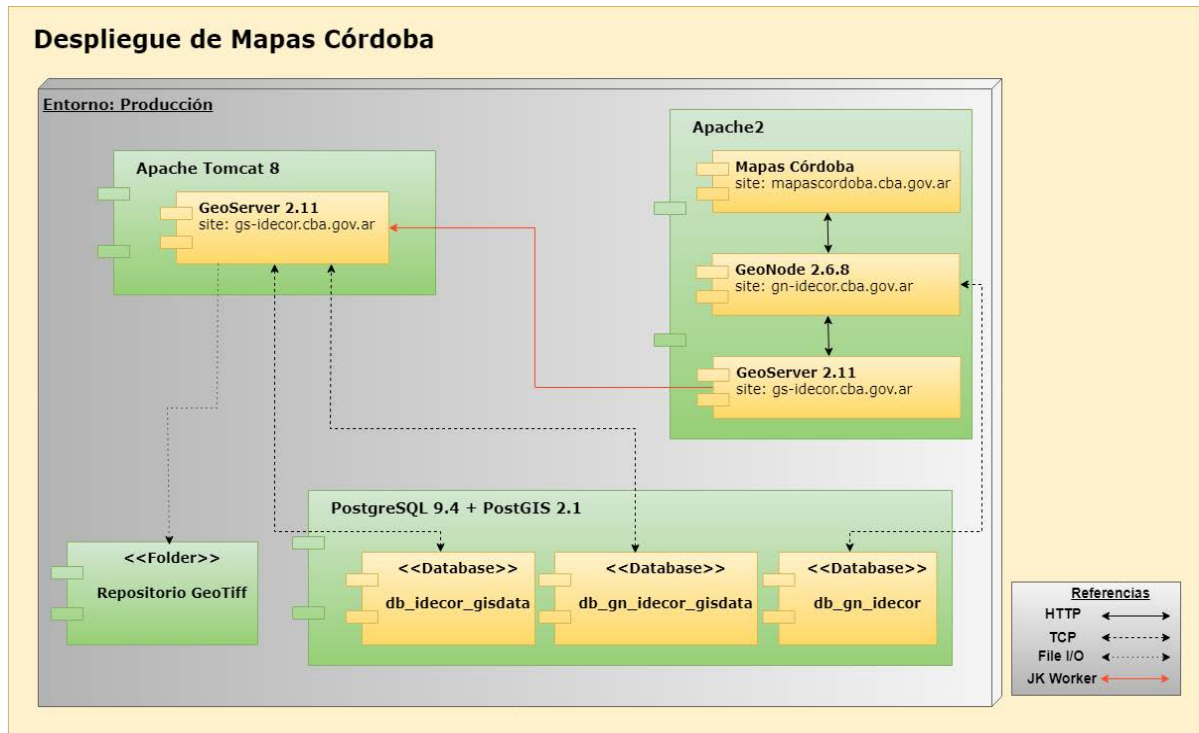 Despliegue de Mapas Córdoba
Entorno: Producción
Apache Tomcat 8
GeoServer 2.11
site: gs-idecor.cba.gov.ar
Apache2
Mapas Córdoba
site: mapascordoba.cba.gov.ar
GeoNode 2.6.8
site: gn-idecor.cba.gov.ar
GeoServer 2.11
site: gs-idecor.cba.gov.ar
PostgreSQL 9.4 + PostGIS 2.1
<<Database>>
db_idecor_gisdata
<<Database>>
db_gn_idecor_gisdata
<<Database>>
db_gn_idecor
<<Folder>>
Repositorio GeoTiff
Referencias
HTTP
TCP
File I/O
JK Worker